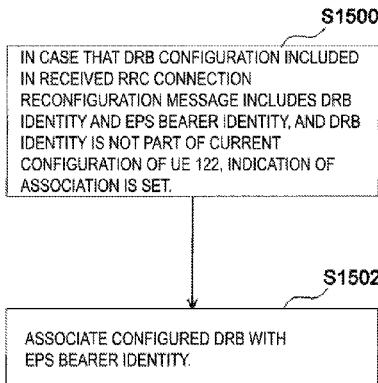 S1500
IN CASE THAT DRB CONFIGURATION INCLUDED
IN RECEIVED RRC CONNECTION
RECONFIGURATION MESSAGE INCLUDES DRB
IDENTITY AND EPS BEARER IDENTITY, AND DRB
IDENTITY IS NOT PART OF CURRENT
CONFIGURATION OF UE 122, INDICATION OF
ASSOCIATION IS SET.
S1502
ASSOCIATE CONFIGURED DRB WITH
EPS BEARER IDENTITY.